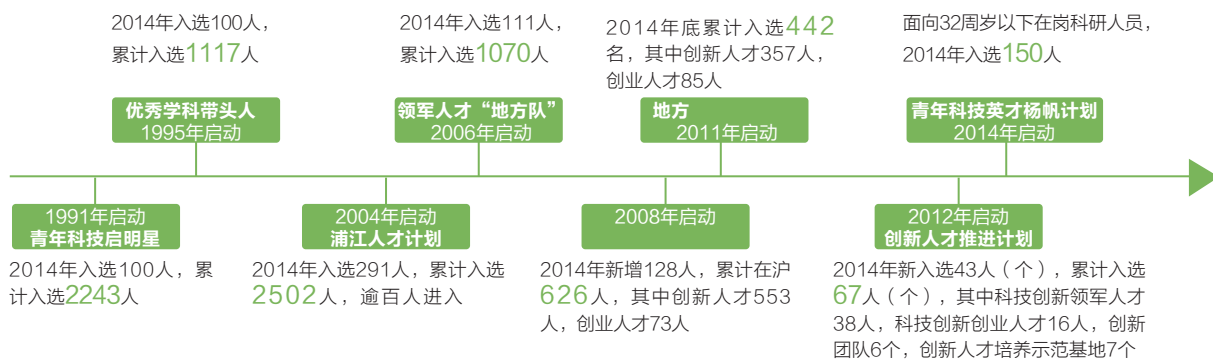 2014年入选100人，
累计入选1117人
优秀学科带头人
1995年启动
2014年入选111人，
累计入选1070人
领军人才“地方队”
2006年启动
2014年底累计入选442
名，其中创新人才357人，
创业人才85人
地方
2011年启动
面向32周岁以下在岗科研人员，
2014年入选150人
青年科技英才杨帆计划
2014年启动
1991年启动
青年科技启明星
2014年入选100人，累
计入选2243人
2004年启动
浦江人才计划
2014年入选291人，累计入选
2502人，逾百人进入
2008年启动
2014年新增128人，累计在沪
626人，其中创新人才553
人，创业人才73人
2012年启动
创新人才推进计划
2014年新入选43人（个），累计入选
67人（个），其中科技创新领军人才
38人，科技创新创业人才16人，创新
团队6个，创新人才培养示范基地7个